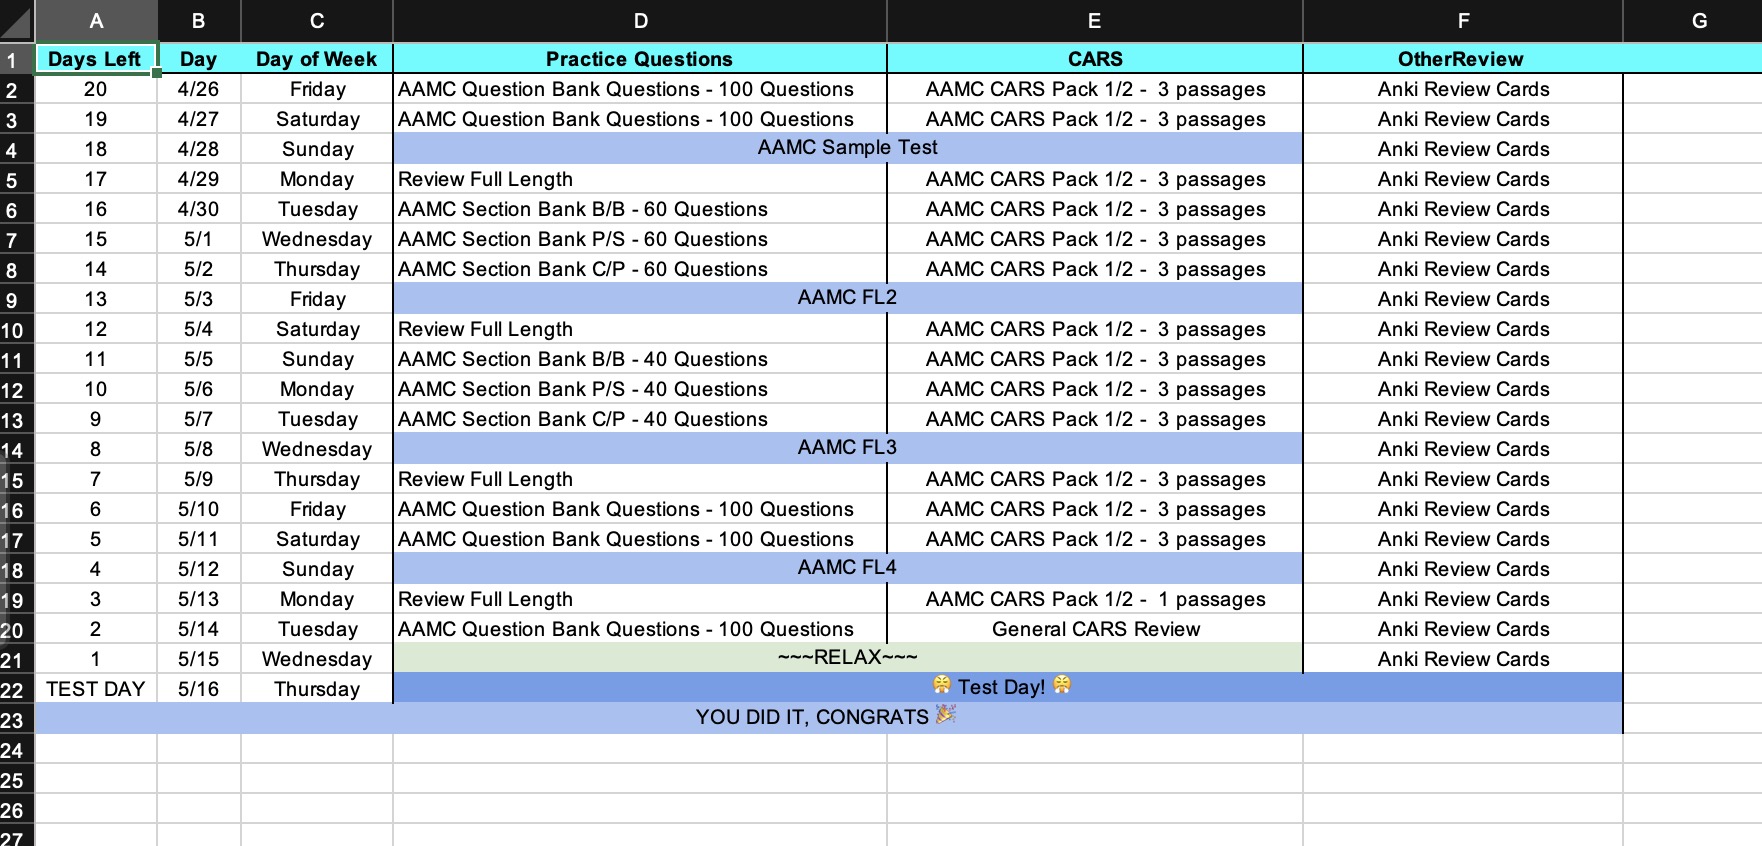 A B C D E F G
1 Days Left Day Day of Week Practice Questions CARS OtherReview
2 20 4/26 Friday AAMC Question Bank Questions - 100 Questions AAMC CARS Pack 1/2 - 3 passages Anki Review Cards
3 19 4/27 Saturday AAMC Question Bank Questions - 100 Questions AAMC CARS Pack 1/2 - 3 passages Anki Review Cards
4 18 4/28 Sunday AAMC Sample Test Anki Review Cards
5 17 4/29 Monday Review Full Length AAMC CARS Pack 1/2 - 3 passages Anki Review Cards
6 16 4/30 Tuesday AAMC Section Bank B/B - 60 Questions AAMC CARS Pack 1/2 - 3 passages Anki Review Cards
7 15 5/1 Wednesday AAMC Section Bank P/S - 60 Questions AAMC CARS Pack 1/2 - 3 passages Anki Review Cards
8 14 5/2 Thursday AAMC Section Bank C/P - 60 Questions AAMC CARS Pack 1/2 - 3 passages Anki Review Cards
9 13 5/3 Friday AAMC FL2 Anki Review Cards
10 12 5/4 Saturday Review Full Length AAMC CARS Pack 1/2 - 3 passages Anki Review Cards
11 11 5/5 Sunday AAMC Section Bank B/B - 40 Questions AAMC CARS Pack 1/2 - 3 passages Anki Review Cards
12 10 5/6 Monday AAMC Section Bank P/S - 40 Questions AAMC CARS Pack 1/2 - 3 passages Anki Review Cards
13 9 5/7 Tuesday AAMC Section Bank C/P - 40 Questions AAMC CARS Pack 1/2 - 3 passages Anki Review Cards
14 8 5/8 Wednesday AAMC FL3 Anki Review Cards
15 7 5/9 Thursday Review Full Length AAMC CARS Pack 1/2 - 3 passages Anki Review Cards
16 6 5/10 Friday AAMC Question Bank Questions - 100 Questions AAMC CARS Pack 1/2 - 3 passages Anki Review Cards
17 5 5/11 Saturday AAMC Question Bank Questions - 100 Questions AAMC CARS Pack 1/2 - 3 passages Anki Review Cards
18 4 5/12 Sunday AAMC FL4 Anki Review Cards
19 3 5/13 Monday Review Full Length AAMC CARS Pack 1/2 - 1 passages Anki Review Cards
20 2 5/14 Tuesday AAMC Question Bank Questions - 100 Questions General CARS Review Anki Review Cards
21 1 5/15 Wednesday ~~~RELAX~~~ Anki Review Cards
22 TEST DAY 5/16 Thursday 😤 Test Day! 😤
23 YOU DID IT, CONGRATS 🎉
24
25
26
27